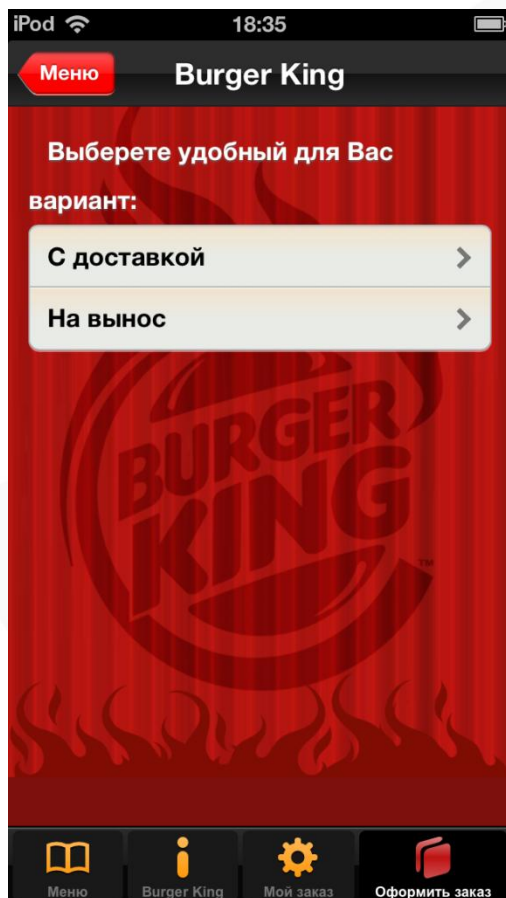 iPod 18:35
Меню Burger King
Выберете удобный для Вас
вариант:
С доставкой
На вынос
BURGER
KING
TM
Меню Burger King Мой заказ Оформить заказ